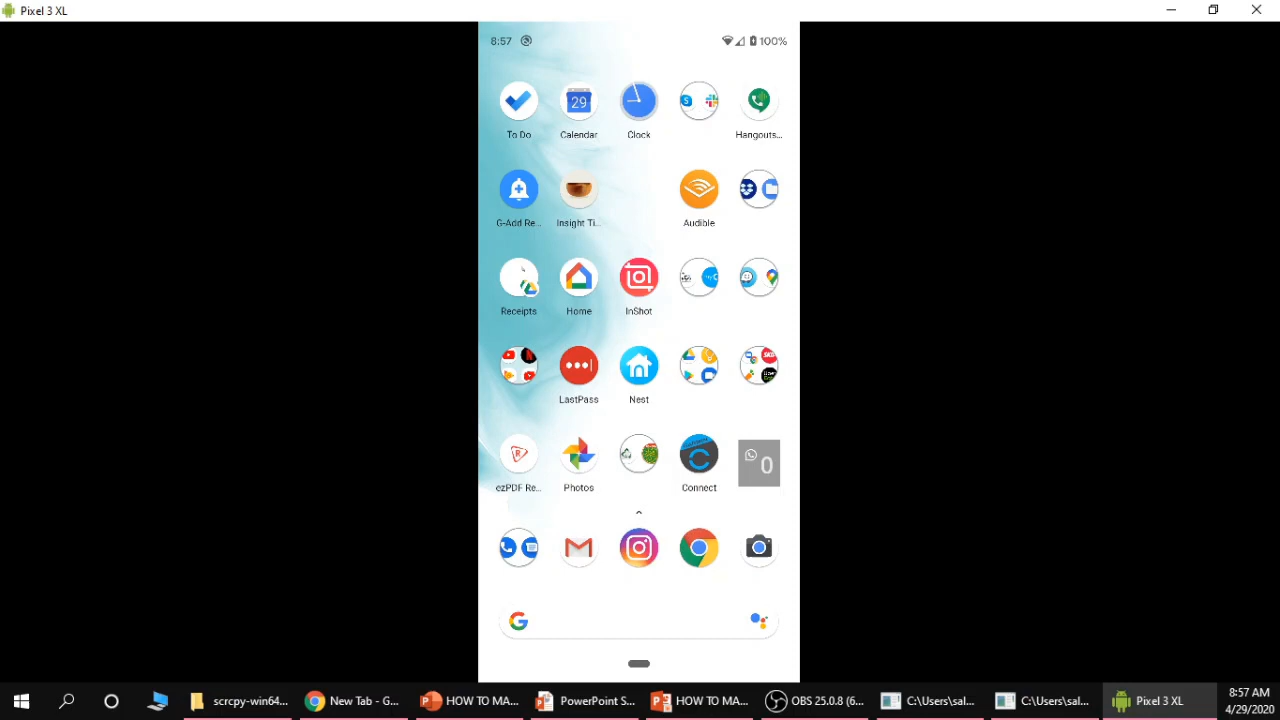 Pixel 3 XL
8:57 100%
To Do Calendar Clock Hangouts...
29
G-Add Re... Insight Ti... Audible
Receipts Home InShot
LastPass Nest
ezPDF Re... Photos Connect
0
scrcpy-win64... New Tab - G... HOW TO MA... PowerPoint S... HOW TO MA... OBS 25.0.8 (6... C:\Users\sal... C:\Users\sal... Pixel 3 XL
8:57 AM
4/29/2020